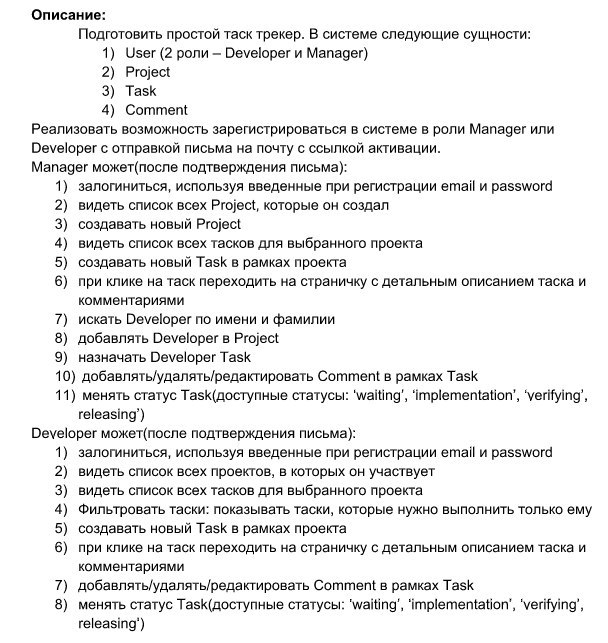 Описание:
Подготовить простой таск трекер. В системе следующие сущности:
1) User (2 роли – Developer и Manager)
2) Project
3) Task
4) Comment
Реализовать возможность зарегистрироваться в системе в роли Manager или
Developer с отправкой письма на почту с ссылкой активации.
Manager может(после подтверждения письма):
1) залогиниться, используя введенные при регистрации email и password
2) видеть список всех Project, которые он создал
3) создавать новый Project
4) видеть список всех тасков для выбранного проекта
5) создавать новый Task в рамках проекта
6) при клике на таск переходить на страничку с детальным описанием таска и
комментариями
7) искать Developer по имени и фамилии
8) добавлять Developer в Project
9) назначать Developer Task
10) добавлять/удалять/редактировать Comment в рамках Task
11) менять статус Task(доступные статусы: ‘waiting’, ‘implementation’, ‘verifying’,
releasing’)
Developer может(после подтверждения письма):
1) залогиниться, используя введенные при регистрации email и password
2) видеть список всех проектов, в которых он участвует
3) видеть список всех тасков для выбранного проекта
4) Фильтровать таски: показывать таски, которые нужно выполнить только ему
5) создавать новый Task в рамках проекта
6) при клике на таск переходить на страничку с детальным описанием таска и
комментариями
7) добавлять/удалять/редактировать Comment в рамках Task
8) менять статус Task(доступные статусы: ‘waiting’, ‘implementation’, ‘verifying’,
releasing’)